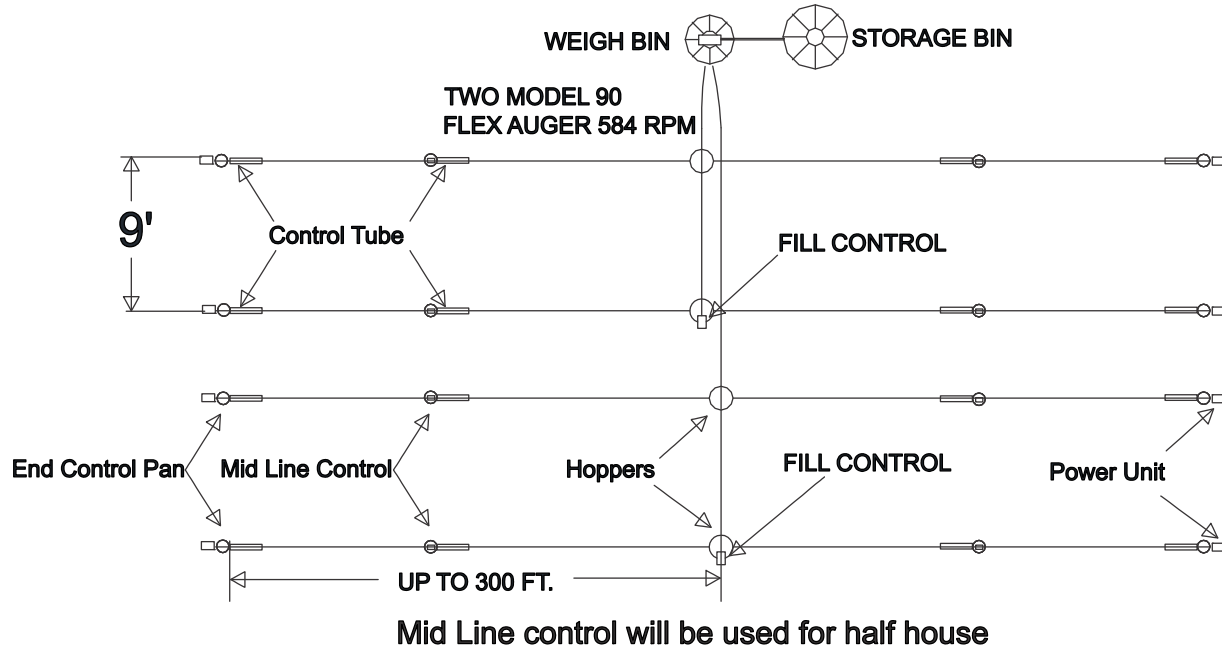 WEIGH BIN
STORAGE BIN
TWO MODEL 90
FLEX AUGER 584 RPM
9'
Control Tube
FILL CONTROL
End Control Pan
Mid Line Control
Hoppers
FILL CONTROL
Power Unit
UP TO 300 FT.
Mid Line control will be used for half house